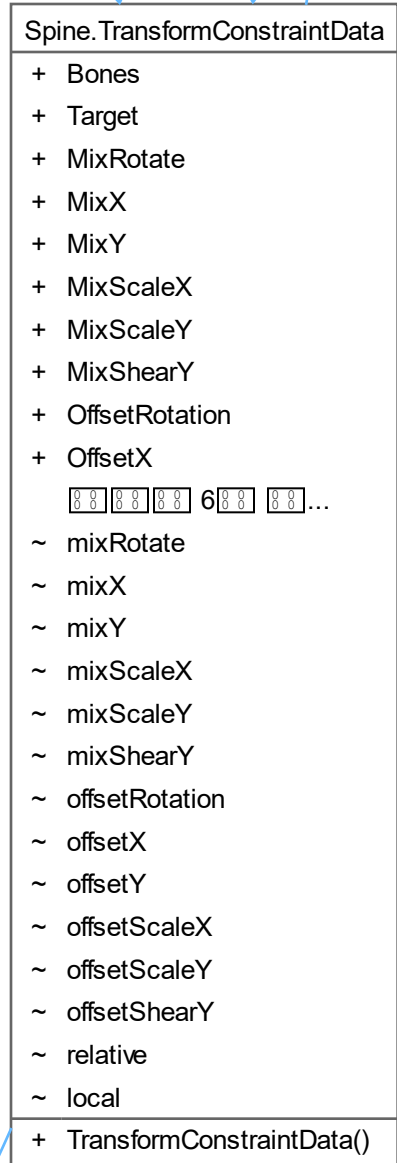 Spine.TransformConstraintData
+ Bones
+ Target
+ MixRotate
+ MixX
+ MixY
+ MixScaleX
+ MixScaleY
+ MixShearY
+ OffsetRotation
+ OffsetX
6 ...
~ mixRotate
~ mixX
~ mixY
~ mixScaleX
~ mixScaleY
~ mixShearY
~ offsetRotation
~ offsetX
~ offsetY
~ offsetScaleX
~ offsetScaleY
~ offsetShearY
~ relative
~ local
+ TransformConstraintData()